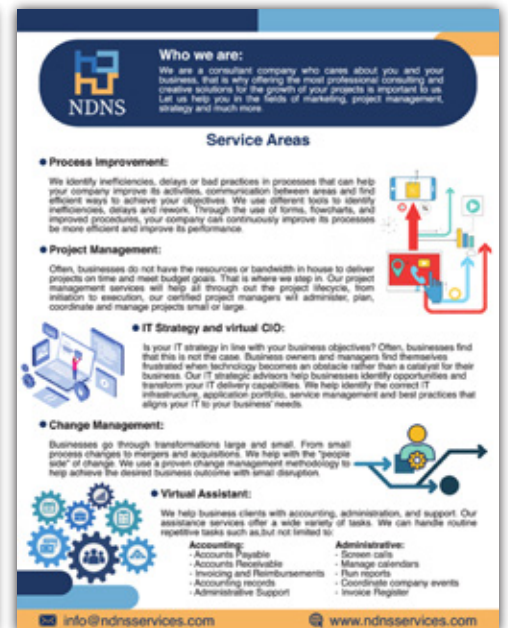 NDNS
Who we are:
We are a consultant company who cares about you and your
business, that is why offering the most professional consulting and
creative solutions for the growth of your projects is important to us.
Let us help you in the fields of marketing, project management,
strategy and much more.
Service Areas
Process Improvement:
We identify inefficiencies, delays or bad practices in processes that can help
your company improve its activities, communication between areas and find
efficient ways to achieve your objectives. We use different tools to identify
inefficiencies, delays and rework. Through the use of forms, flowcharts, and
improved procedures, your company can continuously improve its processes
be more efficient and improve its performance.
Project Management:
Often, businesses do not have the resources or bandwidth in house to deliver
projects on time and meet budget goals. That is where we step in. Our project
management services will help all through out the project lifecycle, from
initiation to execution, our certified project managers will administer, plan,
coordinate and manage projects small or large.
IT Strategy and virtual CIO:
Is your IT strategy in line with your business objectives? Often, businesses find
that this is not the case. Business owners and managers find themselves
frustrated when technology becomes an obstacle rather than a catalyst for their
business. Our IT strategic advisors help businesses identify opportunities and
transform your IT delivery capabilities. We help identify the correct IT
infrastructure, application portfolio, service management and best practices that
aligns your IT to your business' needs.
Change Management:
Businesses go through transformations large and small. From small
process changes to mergers and acquisitions. We help with the "people
side" of change. We use a proven change management methodology to
help achieve the desired business outcome with small disruption.
Virtual Assistant:
We help business clients with accounting, administration, and support. Our
assistance services offer a wide variety of tasks. We can handle routine
repetitive tasks such as,but not limited to:
Accounting:
- Accounts Payable
- Accounts Receivable
- Invoicing and Reimbursements
- Accounting records
- Administrative Support
Administrative:
- Screen calls
- Manage calendars
- Run reports
- Coordinate company events
- Invoice Register
info@ndnsservices.com
www.ndnsservices.com